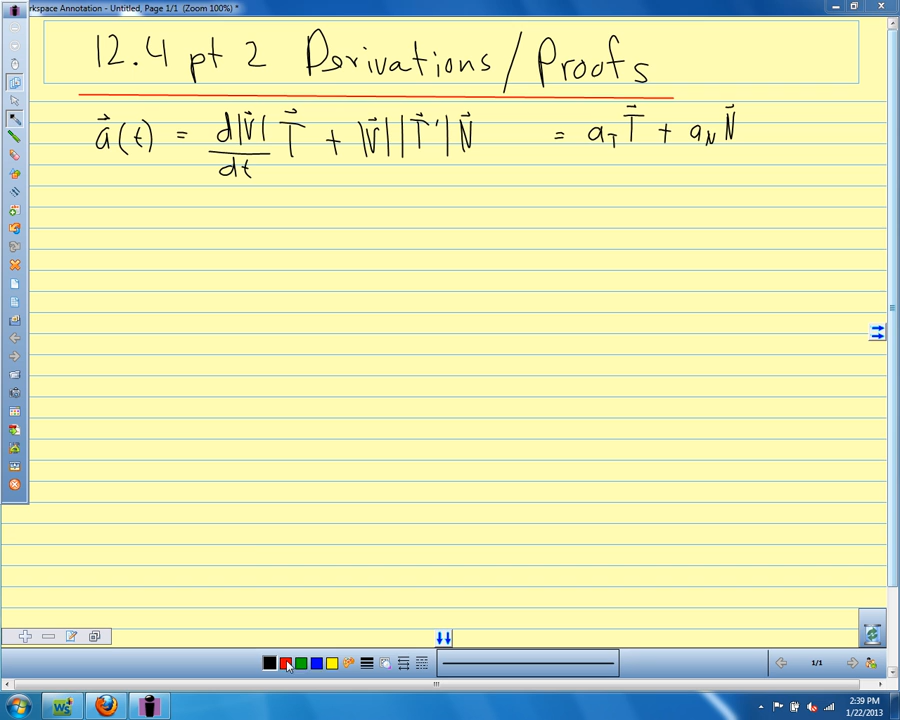 rkspace Annotation - Untitled, Page 1/1 (Zoom 100%) *
12.4 pt 2 Derivations / Proofs
a⃗(t) = d|v⃗|/dt T⃗ + |v⃗||T⃗'|N⃗ = a_T T⃗ + a_N N⃗
1/1
2:39 PM
1/22/2013